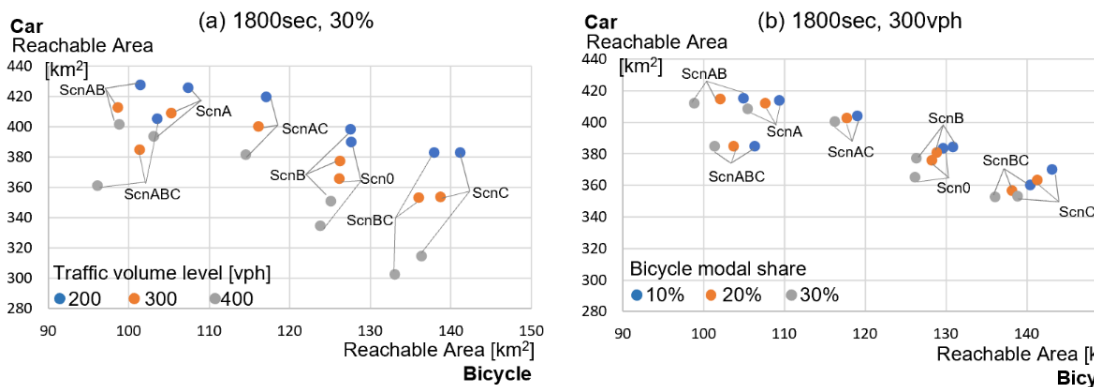 Car
(a) 1800sec, 30%
Reachable Area
[km²]
440
420
400
380
360
340
320
300
280
ScnAB
ScnA
ScnAC
ScnABC
ScnB
Scn0
ScnBC
ScnC
Traffic volume level [vph]
200 300 400
90 100 110 120 130 140 150
Reachable Area [km²]
Bicycle
Car
(b) 1800sec, 300vph
Reachable Area
[km²]
440
420
400
380
360
340
320
300
280
ScnAB
ScnA
ScnB
ScnAC
ScnABC
ScnBC
Scn0
ScnC
Bicycle modal share
10% 20% 30%
90 100 110 120 130 140
Reachable Area [k
Bicy